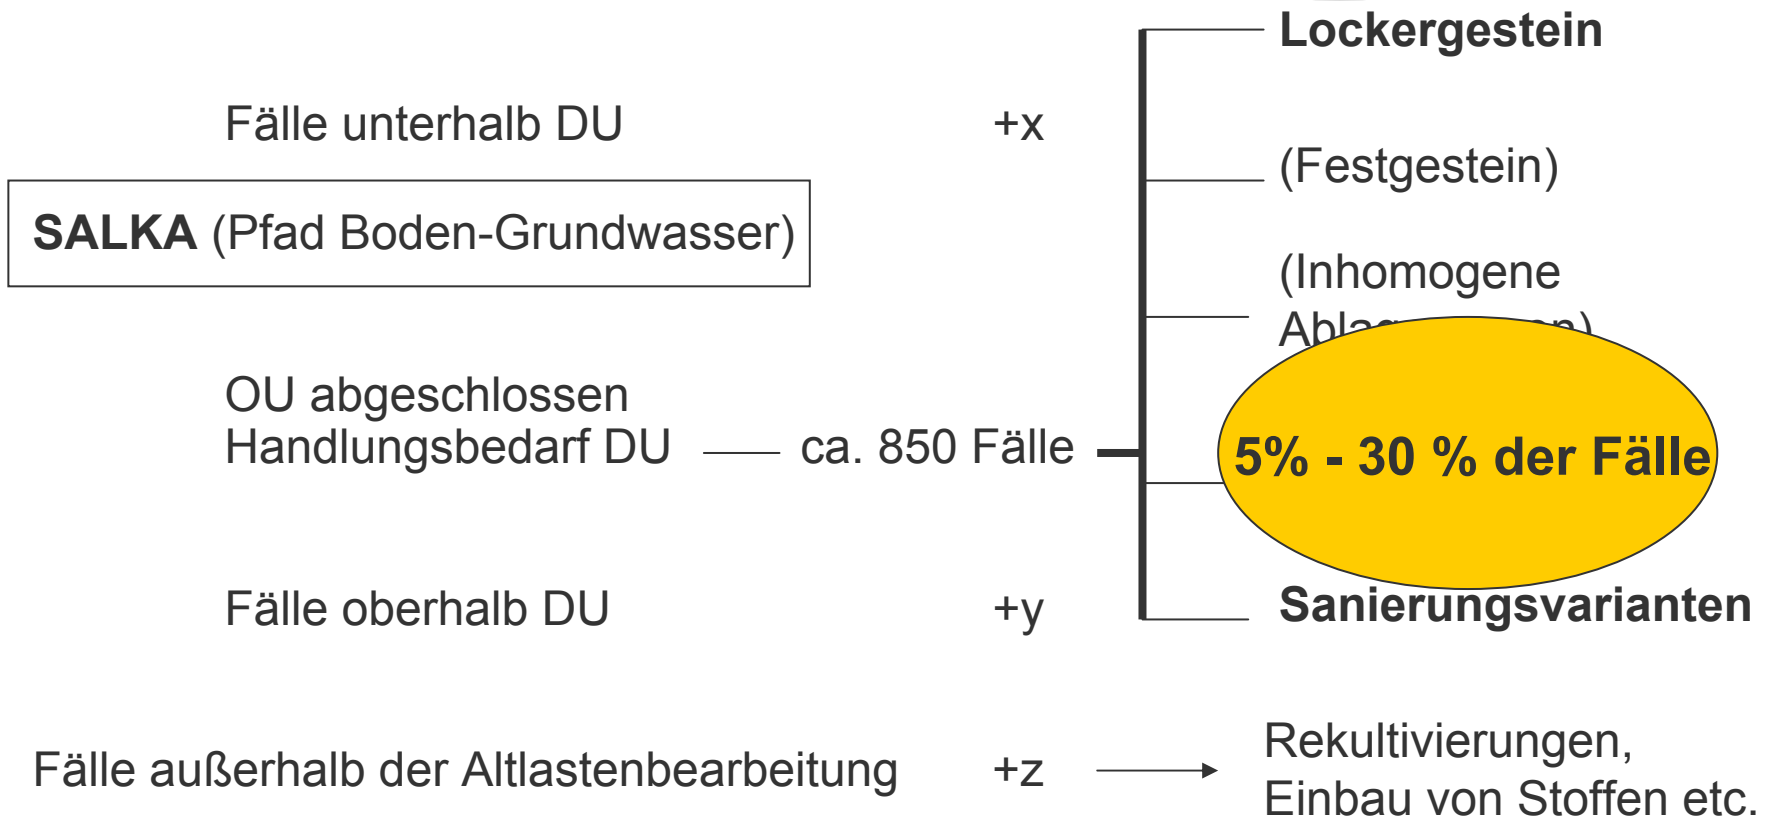 Lockergestein
Fälle unterhalb DU +x
(Festgestein)
SALKA (Pfad Boden-Grundwasser)
(Inhomogene
OU abgeschlossen
Handlungsbedarf DU ca. 850 Fälle
5% - 30 % der Fälle
Fälle oberhalb DU +y
Sanierungsvarianten
Fälle außerhalb der Altlastenbearbeitung +z
Rekultivierungen,
Einbau von Stoffen etc.